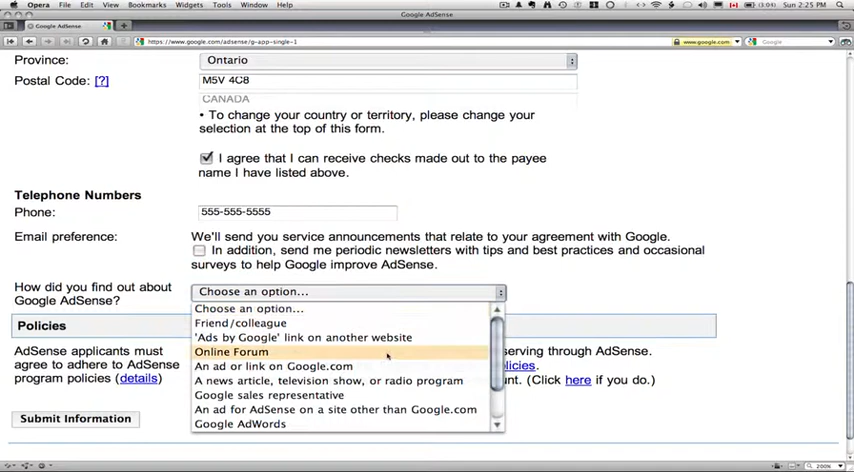 Opera File Edit View Bookmarks Widgets Tools Window Help (3:04) Sun 2:25 PM
Google AdSense
Google AdSense
https://www.google.com/adsense/g-app-single-1 www.google.com Google
Province: Ontario
Postal Code: [?] M5V 4C8
CANADA
• To change your country or territory, please change your
selection at the top of this form.
I agree that I can receive checks made out to the payee
name I have listed above.
Telephone Numbers
Phone: 555-555-5555
Email preference: We'll send you service announcements that relate to your agreement with Google.
In addition, send me periodic newsletters with tips and best practices and occasional
surveys to help Google improve AdSense.
How did you find out about
Google AdSense?
Choose an option...
Choose an option...
Friend/colleague
'Ads by Google' link on another website
Online Forum
An ad or link on Google.com
A news article, television show, or radio program
Google sales representative
An ad for AdSense on a site other than Google.com
Google AdWords
Policies
AdSense applicants must
agree to adhere to AdSense
program policies (details)
serving through AdSense.
olicies.
unt. (Click here if you do.)
Submit Information
200%